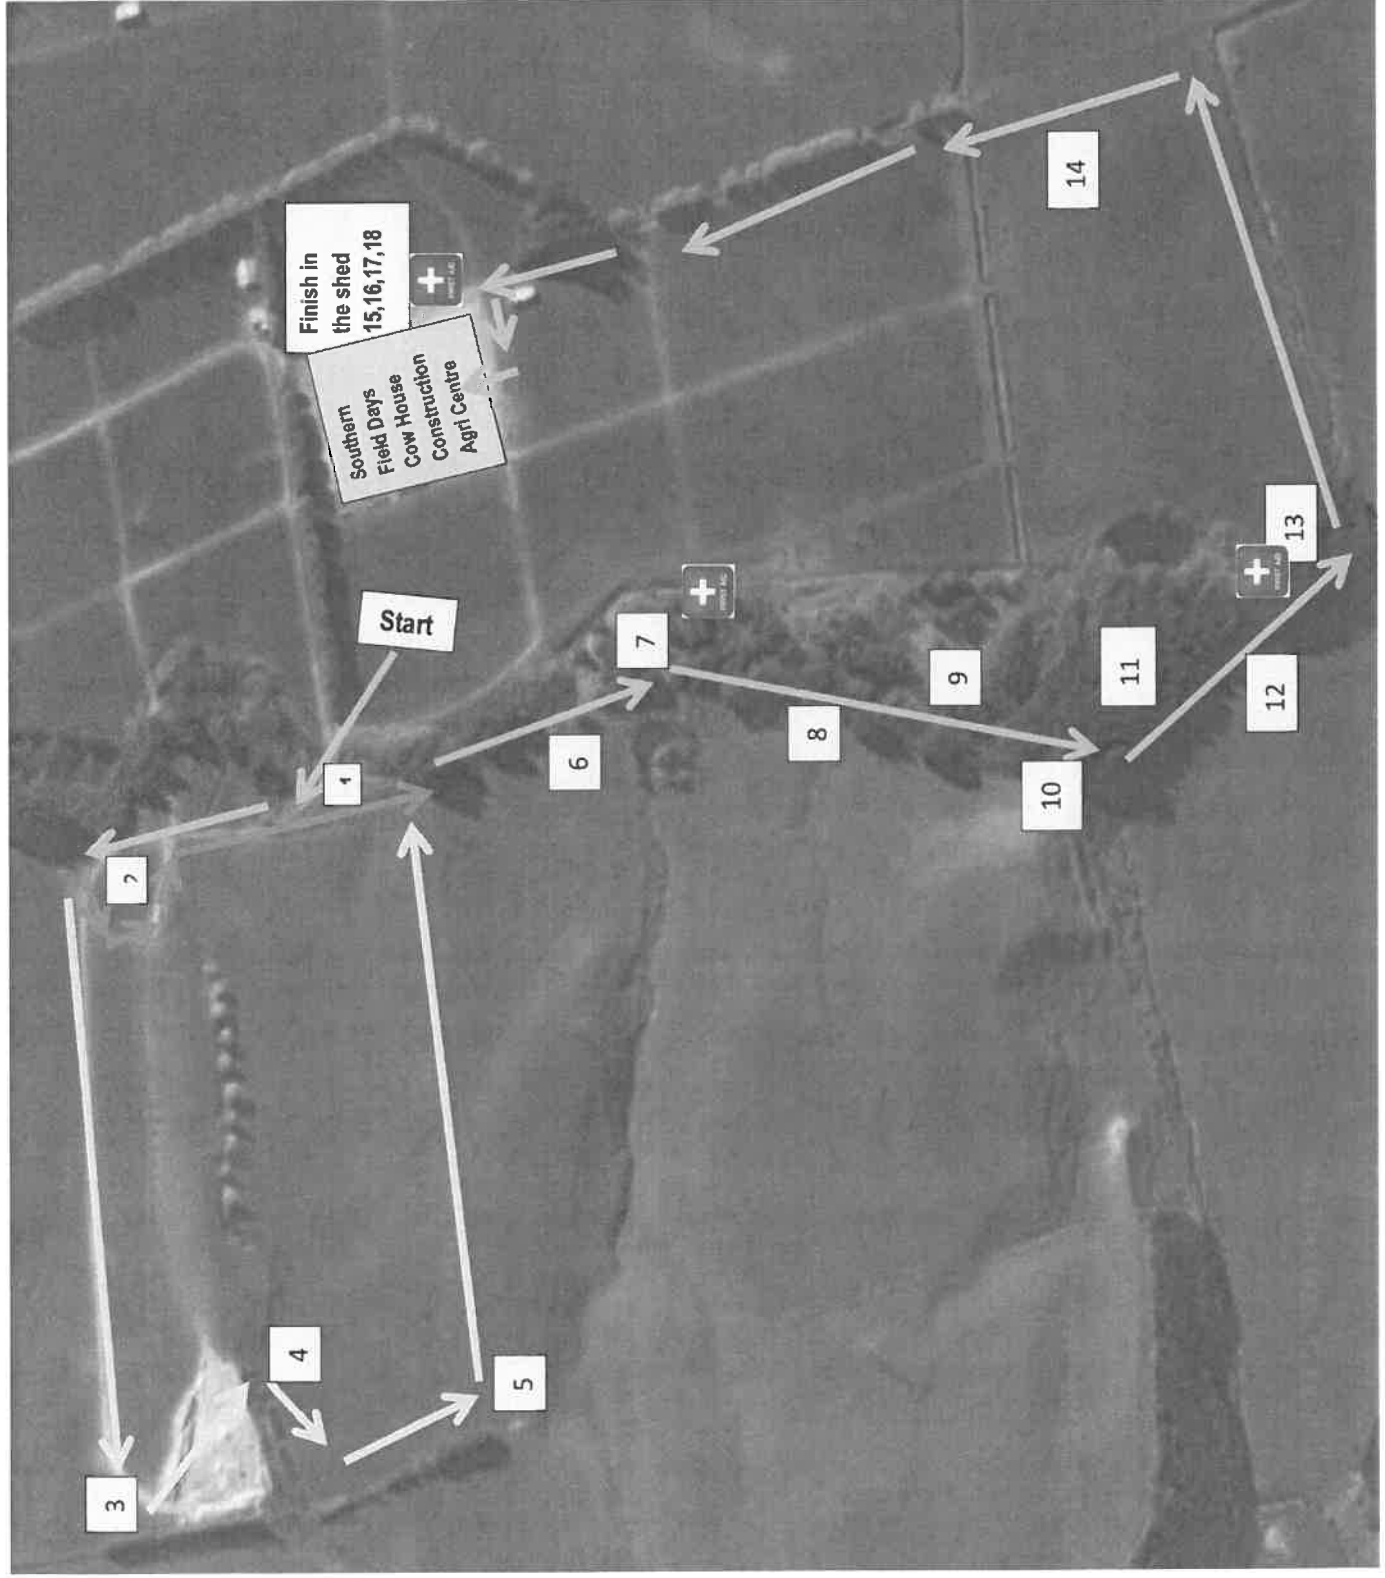 Finish in
the shed
15,16,17,18
Southern
Field Days
Cow House
Construction
Agri Centre
Start
1
2
3
4
5
6
7
8
9
10
11
12
13
14